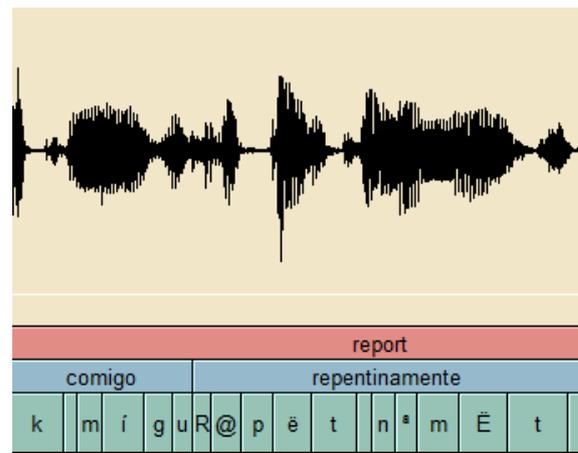 report
comigo repentinamente
k m í g u R @ p ë t n ª m Ë t